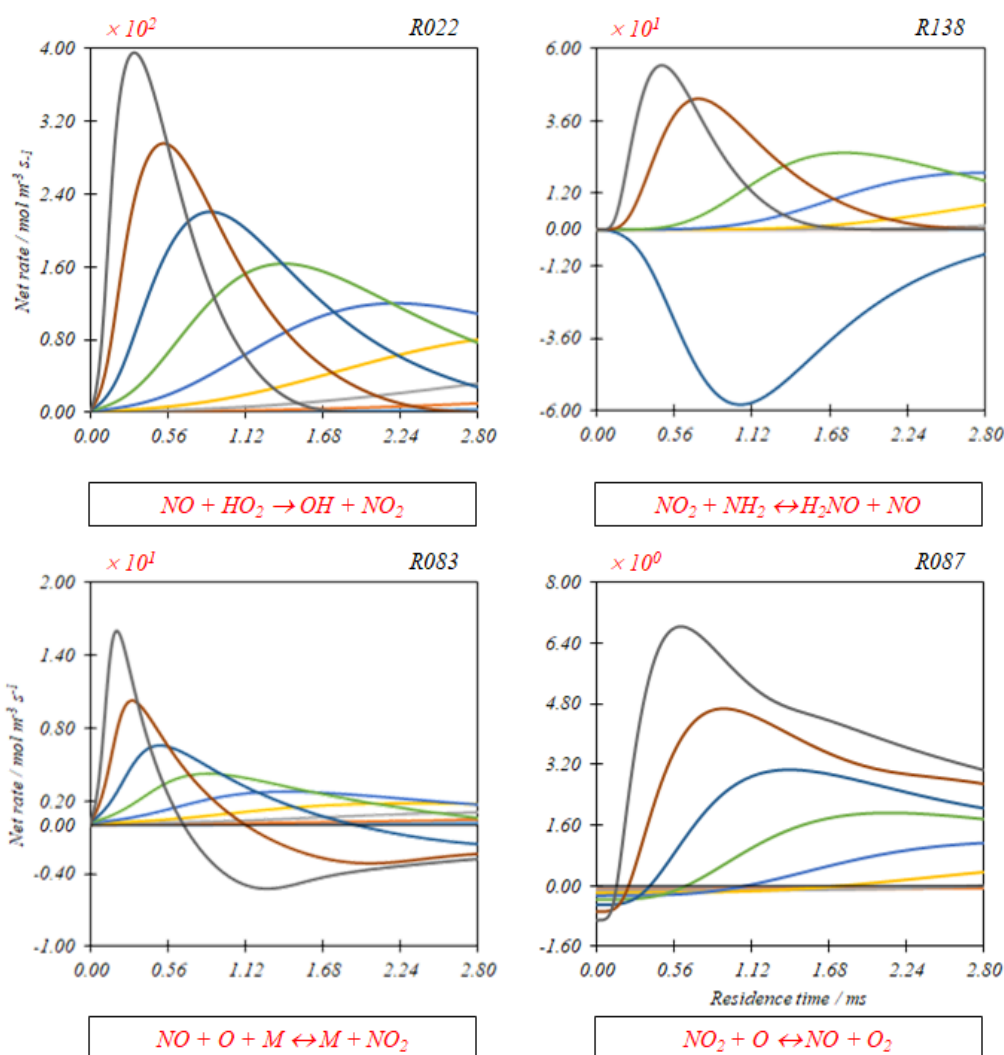 × 10² R022
4.00
3.20
2.40
1.60
0.80
0.00
Net rate / mol m⁻³ s-1
0.00 0.56 1.12 1.68 2.24 2.80
NO + HO₂ → OH + NO₂
× 10¹ R138
6.00
3.60
1.20
0.00
-1.20
-3.60
-6.00
0.00 0.56 1.12 1.68 2.24 2.80
NO₂ + NH₂ ↔ H₂NO + NO
× 10¹ R083
2.00
1.40
0.80
0.20
0.00
-0.40
-1.00
Net rate / mol m⁻³ s⁻¹
0.00 0.56 1.12 1.68 2.24 2.80
NO + O + M ↔ M + NO₂
× 10⁰ R087
8.00
6.40
4.80
3.20
1.60
0.00
-1.60
0.00 0.56 1.12 1.68 2.24 2.80
Residence time / ms
NO₂ + O ↔ NO + O₂